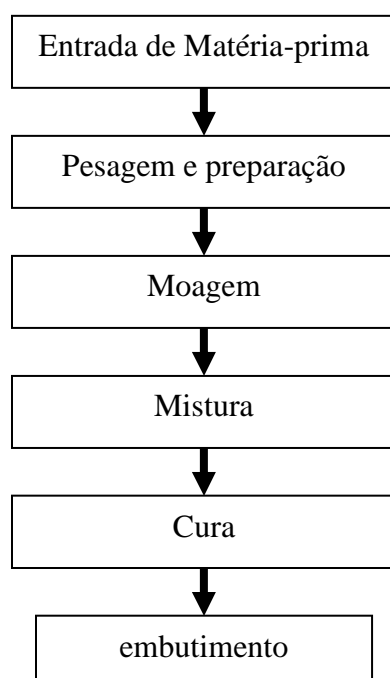 Entrada de Matéria-prima
Pesagem e preparação
Moagem
Mistura
Cura
embutimento